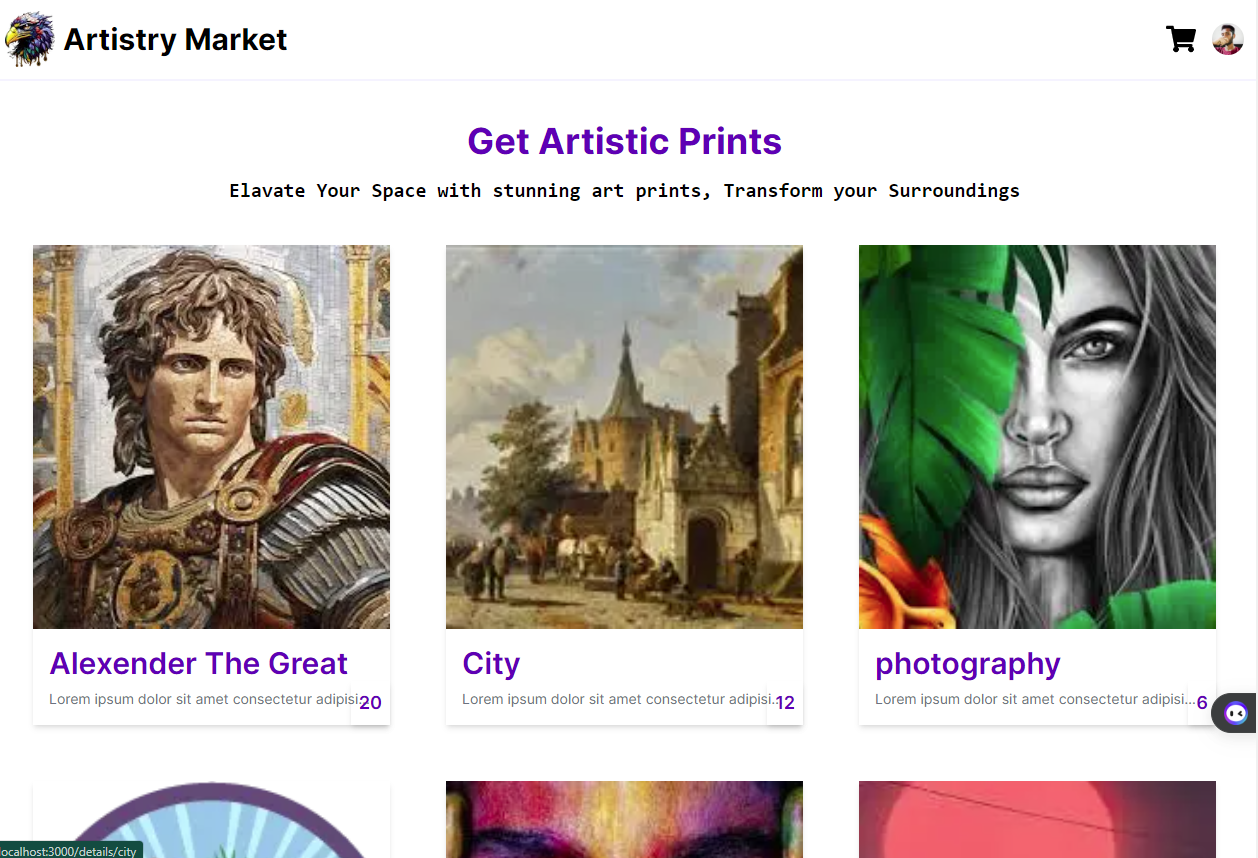 Artistry Market
Get Artistic Prints
Elavate Your Space with stunning art prints, Transform your Surroundings
Alexender The Great
Lorem ipsum dolor sit amet consectetur adipisi...
20
City
Lorem ipsum dolor sit amet consectetur adipisi...
12
photography
Lorem ipsum dolor sit amet consectetur adipisi...
6
localhost:3000/details/city